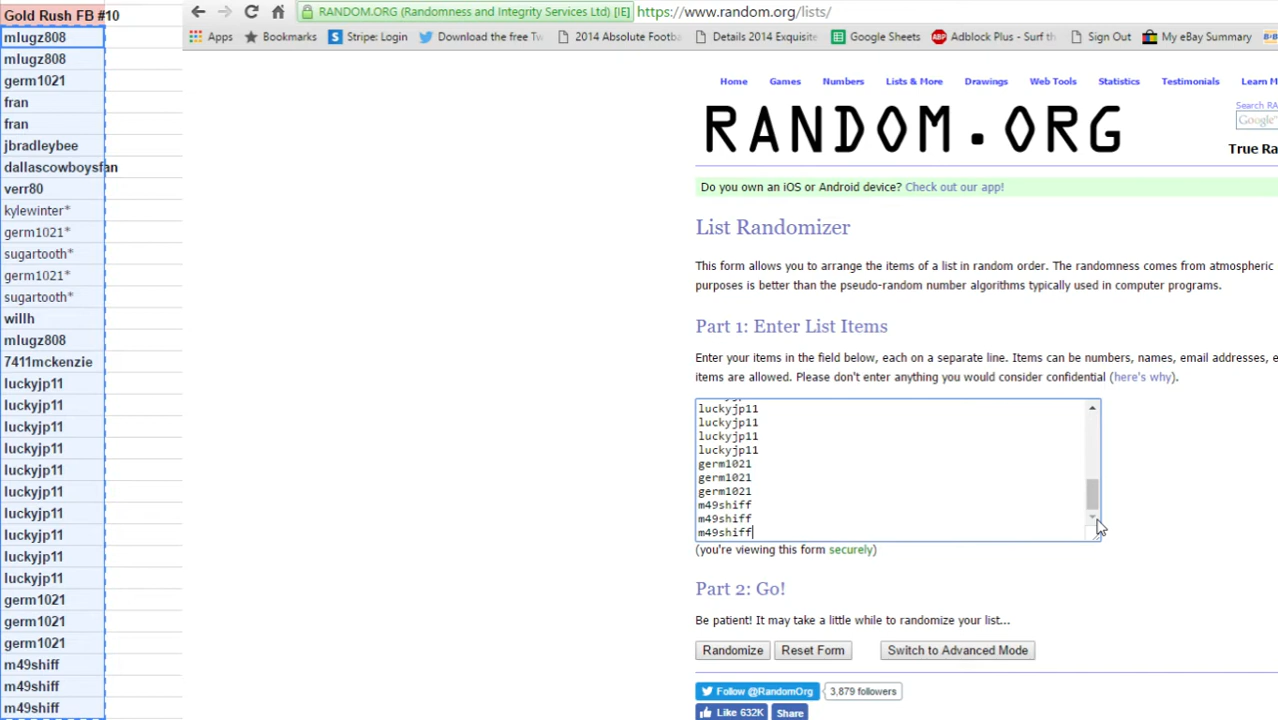 Gold Rush FB #10
mlugz808
mlugz808
germ1021
fran
fran
jbradleybee
dallascowboysfan
verr80
kylewinter*
germ1021*
sugartooth*
germ1021*
sugartooth*
willh
mlugz808
7411mckenzie
luckyjp11
luckyjp11
luckyjp11
luckyjp11
luckyjp11
luckyjp11
luckyjp11
luckyjp11
luckyjp11
luckyjp11
germ1021
germ1021
germ1021
m49shiff
m49shiff
m49shiff
RANDOM.ORG (Randomness and Integrity Services Ltd) [IE] https://www.random.org/lists/
Apps Bookmarks Stripe: Login Download the free Tw 2014 Absolute Footba Details 2014 Exquisite Google Sheets Adblock Plus - Surf th Sign Out My eBay Summary
Home Games Numbers Lists & More Drawings Web Tools Statistics Testimonials Learn M
Search RA
Google
RANDOM.ORG
True Ra
Do you own an iOS or Android device? Check out our app!
List Randomizer
This form allows you to arrange the items of a list in random order. The randomness comes from atmospheric
purposes is better than the pseudo-random number algorithms typically used in computer programs.
Part 1: Enter List Items
Enter your items in the field below, each on a separate line. Items can be numbers, names, email addresses, e
items are allowed. Please don't enter anything you would consider confidential (here's why).
luckyjp11
luckyjp11
luckyjp11
luckyjp11
germ1021
germ1021
germ1021
m49shiff
m49shiff
m49shiff
(you're viewing this form securely)
Part 2: Go!
Be patient! It may take a little while to randomize your list...
Randomize Reset Form Switch to Advanced Mode
Follow @RandomOrg 3,879 followers
Like 632K Share